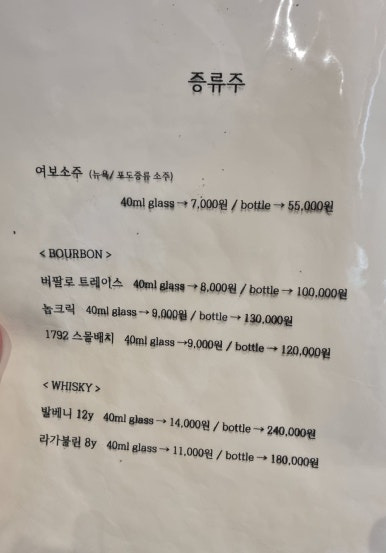 증류주
여보소주 (뉴욕/ 포도증류 소주)
40ml glass → 7,000원 / bottle → 55,000원
< BOURBON >
버팔로 트레이스 40ml glass → 8,000원 / bottle → 100,000원
놉크릭 40ml glass → 9,000원 / bottle → 130,000원
1792 스몰배치 40ml glass →9,000원 / bottle → 120,000원
< WHISKY >
발베니 12y 40ml glass → 14,000원 / bottle → 240,000원
라가불린 8y 40ml glass → 11,000원 / bottle → 180,000원